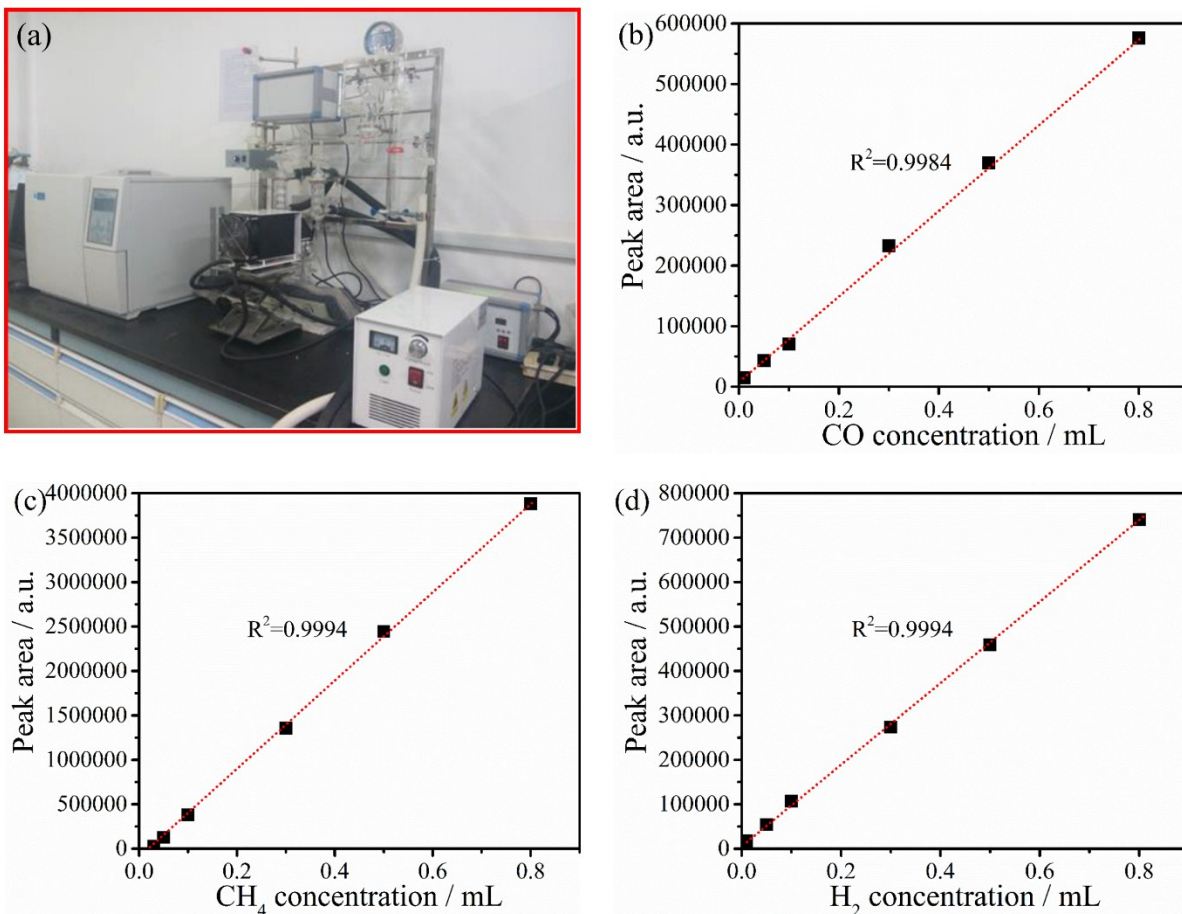 (a)
(b)
600000
500000
400000
300000
200000
100000
0
Peak area / a.u.
R²=0.9984
0.0 0.2 0.4 0.6 0.8
CO concentration / mL
(c)
4000000
3500000
3000000
2500000
2000000
1500000
1000000
500000
0
Peak area / a.u.
R²=0.9994
0.0 0.2 0.4 0.6 0.8
CH₄ concentration / mL
(d)
800000
700000
600000
500000
400000
300000
200000
100000
0
Peak area / a.u.
R²=0.9994
0.0 0.2 0.4 0.6 0.8
H₂ concentration / mL